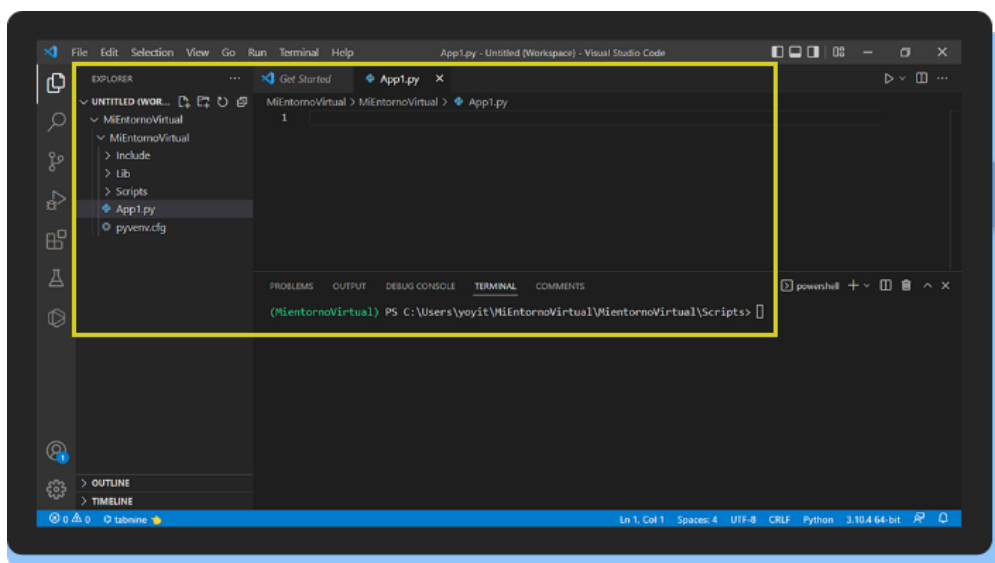 File Edit Selection View Go Run Terminal Help App1.py - Untitled (Workspace) - Visual Studio Code
EXPLORER ... Get Started App1.py
UNTITLED (WOR... MiEntornoVirtual > MiEntornoVirtual > App1.py
MiEntornoVirtual 1
MiEntornoVirtual
Include
Lib
Scripts
App1.py
pyvenv.cfg
PROBLEMS OUTPUT DEBUG CONSOLE TERMINAL COMMENTS powershell
(MientornoVirtual) PS C:\Users\yoyit\MiEntornoVirtual\MientornoVirtual\Scripts>
1
OUTLINE
TIMELINE
0 0 tabnine Ln 1, Col 1 Spaces: 4 UTF-8 CRLF Python 3.10.4 64-bit